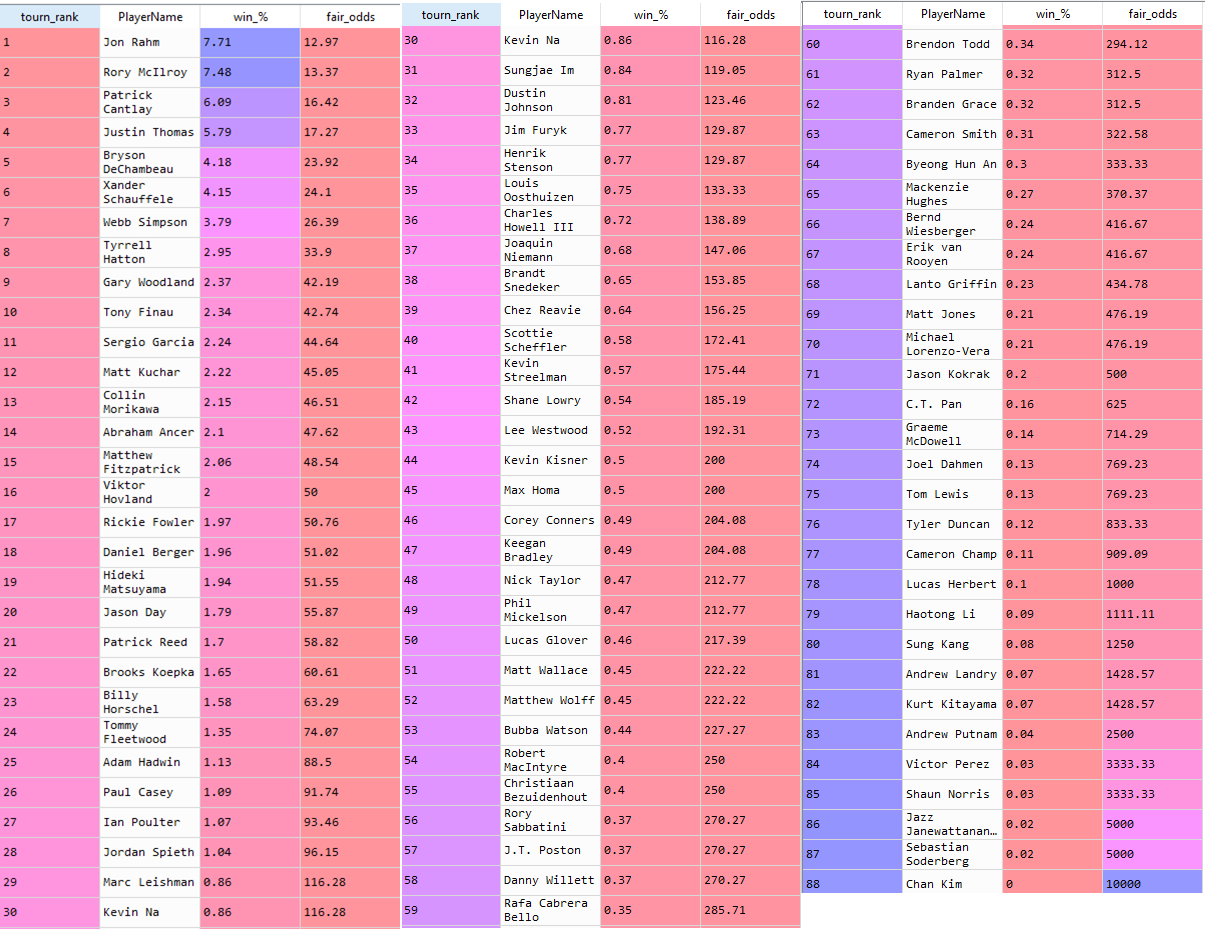 tourn_rank PlayerName win_% fair_odds
1 Jon Rahm 7.71 12.97
2 Rory McIlroy 7.48 13.37
3 Patrick Cantlay 6.09 16.42
4 Justin Thomas 5.79 17.27
5 Bryson DeChambeau 4.18 23.92
6 Xander Schauffele 4.15 24.1
7 Webb Simpson 3.79 26.39
8 Tyrrell Hatton 2.95 33.9
9 Gary Woodland 2.37 42.19
10 Tony Finau 2.34 42.74
11 Sergio Garcia 2.24 44.64
12 Matt Kuchar 2.22 45.05
13 Collin Morikawa 2.15 46.51
14 Abraham Ancer 2.1 47.62
15 Matthew Fitzpatrick 2.06 48.54
16 Viktor Hovland 2 50
17 Rickie Fowler 1.97 50.76
18 Daniel Berger 1.96 51.02
19 Hideki Matsuyama 1.94 51.55
20 Jason Day 1.79 55.87
21 Patrick Reed 1.7 58.82
22 Brooks Koepka 1.65 60.61
23 Billy Horschel 1.58 63.29
24 Tommy Fleetwood 1.35 74.07
25 Adam Hadwin 1.13 88.5
26 Paul Casey 1.09 91.74
27 Ian Poulter 1.07 93.46
28 Jordan Spieth 1.04 96.15
29 Marc Leishman 0.86 116.28
30 Kevin Na 0.86 116.28
tourn_rank PlayerName win_% fair_odds
30 Kevin Na 0.86 116.28
31 Sungjae Im 0.84 119.05
32 Dustin Johnson 0.81 123.46
33 Jim Furyk 0.77 129.87
34 Henrik Stenson 0.77 129.87
35 Louis Oosthuizen 0.75 133.33
36 Charles Howell III 0.72 138.89
37 Joaquin Niemann 0.68 147.06
38 Brandt Snedeker 0.65 153.85
39 Chez Reavie 0.64 156.25
40 Scottie Scheffler 0.58 172.41
41 Kevin Streelman 0.57 175.44
42 Shane Lowry 0.54 185.19
43 Lee Westwood 0.52 192.31
44 Kevin Kisner 0.5 200
45 Max Homa 0.5 200
46 Corey Conners 0.49 204.08
47 Keegan Bradley 0.49 204.08
48 Nick Taylor 0.47 212.77
49 Phil Mickelson 0.47 212.77
50 Lucas Glover 0.46 217.39
51 Matt Wallace 0.45 222.22
52 Matthew Wolff 0.45 222.22
53 Bubba Watson 0.44 227.27
54 Robert MacIntyre 0.4 250
55 Christiaan Bezuidenhout 0.4 250
56 Rory Sabbatini 0.37 270.27
57 J.T. Poston 0.37 270.27
58 Danny Willett 0.37 270.27
59 Rafa Cabrera Bello 0.35 285.71
tourn_rank PlayerName win_% fair_odds
60 Brendon Todd 0.34 294.12
61 Ryan Palmer 0.32 312.5
62 Branden Grace 0.32 312.5
63 Cameron Smith 0.31 322.58
64 Byeong Hun An 0.3 333.33
65 Mackenzie Hughes 0.27 370.37
66 Bernd Wiesberger 0.24 416.67
67 Erik van Rooyen 0.24 416.67
68 Lanto Griffin 0.23 434.78
69 Matt Jones 0.21 476.19
70 Michael Lorenzo-Vera 0.21 476.19
71 Jason Kokrak 0.2 500
72 C.T. Pan 0.16 625
73 Graeme McDowell 0.14 714.29
74 Joel Dahmen 0.13 769.23
75 Tom Lewis 0.13 769.23
76 Tyler Duncan 0.12 833.33
77 Cameron Champ 0.11 909.09
78 Lucas Herbert 0.1 1000
79 Haotong Li 0.09 1111.11
80 Sung Kang 0.08 1250
81 Andrew Landry 0.07 1428.57
82 Kurt Kitayama 0.07 1428.57
83 Andrew Putnam 0.04 2500
84 Victor Perez 0.03 3333.33
85 Shaun Norris 0.03 3333.33
86 Jazz Janewattanan… 0.02 5000
87 Sebastian Soderberg 0.02 5000
88 Chan Kim 0 10000